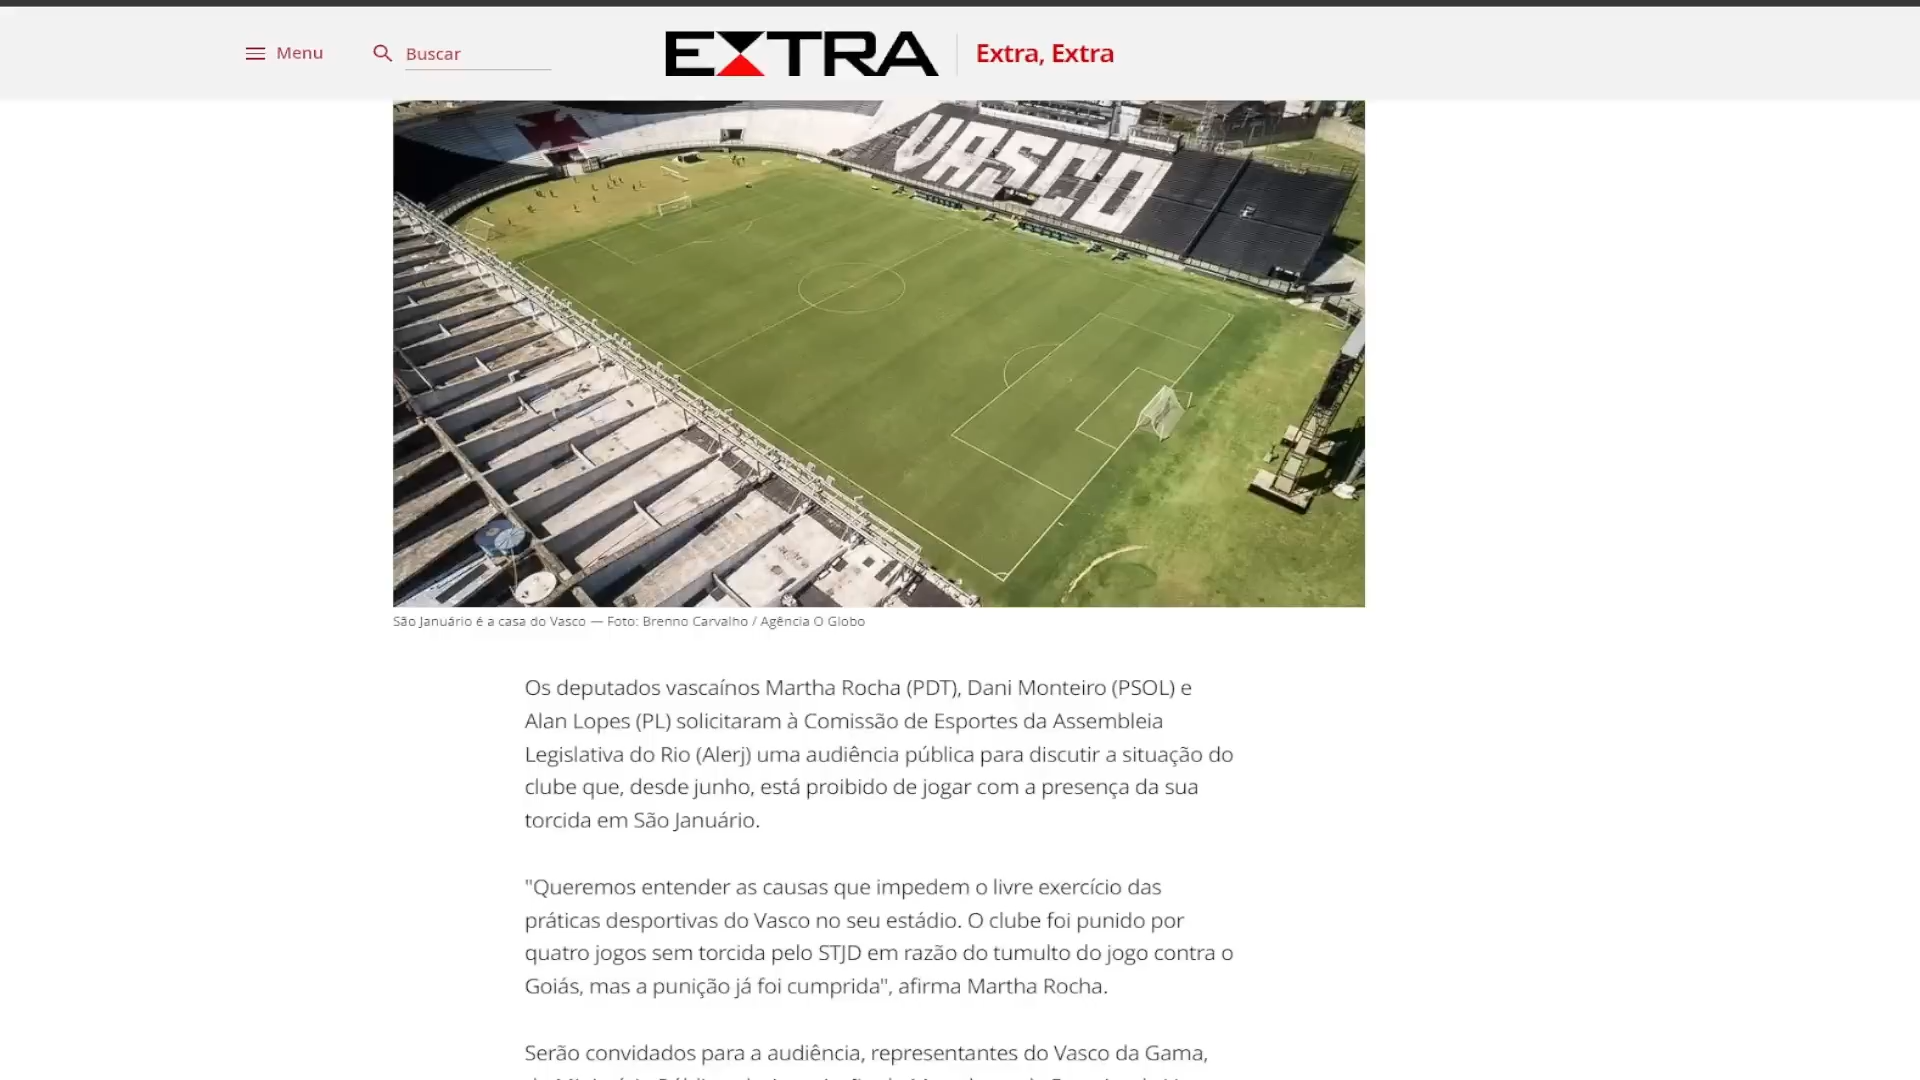 Menu
Buscar
EXTRA
Extra, Extra
VASCO
São Januário é a casa do Vasco — Foto: Brenno Carvalho / Agência O Globo
Os deputados vascaínos Martha Rocha (PDT), Dani Monteiro (PSOL) e
Alan Lopes (PL) solicitaram à Comissão de Esportes da Assembleia
Legislativa do Rio (Alerj) uma audiência pública para discutir a situação do
clube que, desde junho, está proibido de jogar com a presença da sua
torcida em São Januário.
"Queremos entender as causas que impedem o livre exercício das
práticas desportivas do Vasco no seu estádio. O clube foi punido por
quatro jogos sem torcida pelo STJD em razão do tumulto do jogo contra o
Goiás, mas a punição já foi cumprida", afirma Martha Rocha.
Serão convidados para a audiência, representantes do Vasco da Gama,